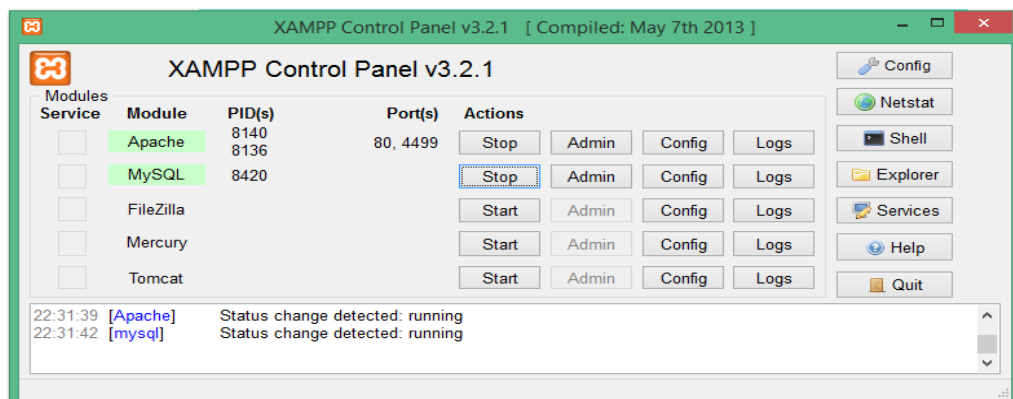 XAMPP Control Panel v3.2.1 [ Compiled: May 7th 2013 ]
XAMPP Control Panel v3.2.1
Config
Netstat
Shell
Explorer
Services
Help
Quit
Modules
Service Module PID(s) Port(s) Actions
Apache 8140 8136 80, 4499 Stop Admin Config Logs
MySQL 8420 Stop Admin Config Logs
FileZilla Start Admin Config Logs
Mercury Start Admin Config Logs
Tomcat Start Admin Config Logs
22:31:39 [Apache] Status change detected: running
22:31:42 [mysql] Status change detected: running